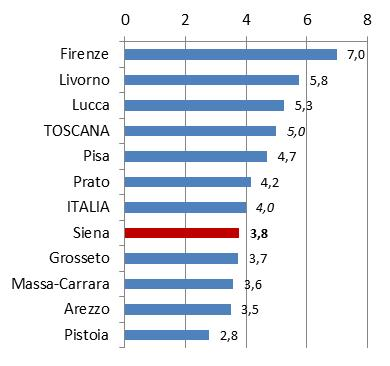 0 2 4 6 8
Firenze 7,0
Livorno 5,8
Lucca 5,3
TOSCANA 5,0
Pisa 4,7
Prato 4,2
ITALIA 4,0
Siena 3,8
Grosseto 3,7
Massa-Carrara 3,6
Arezzo 3,5
Pistoia 2,8